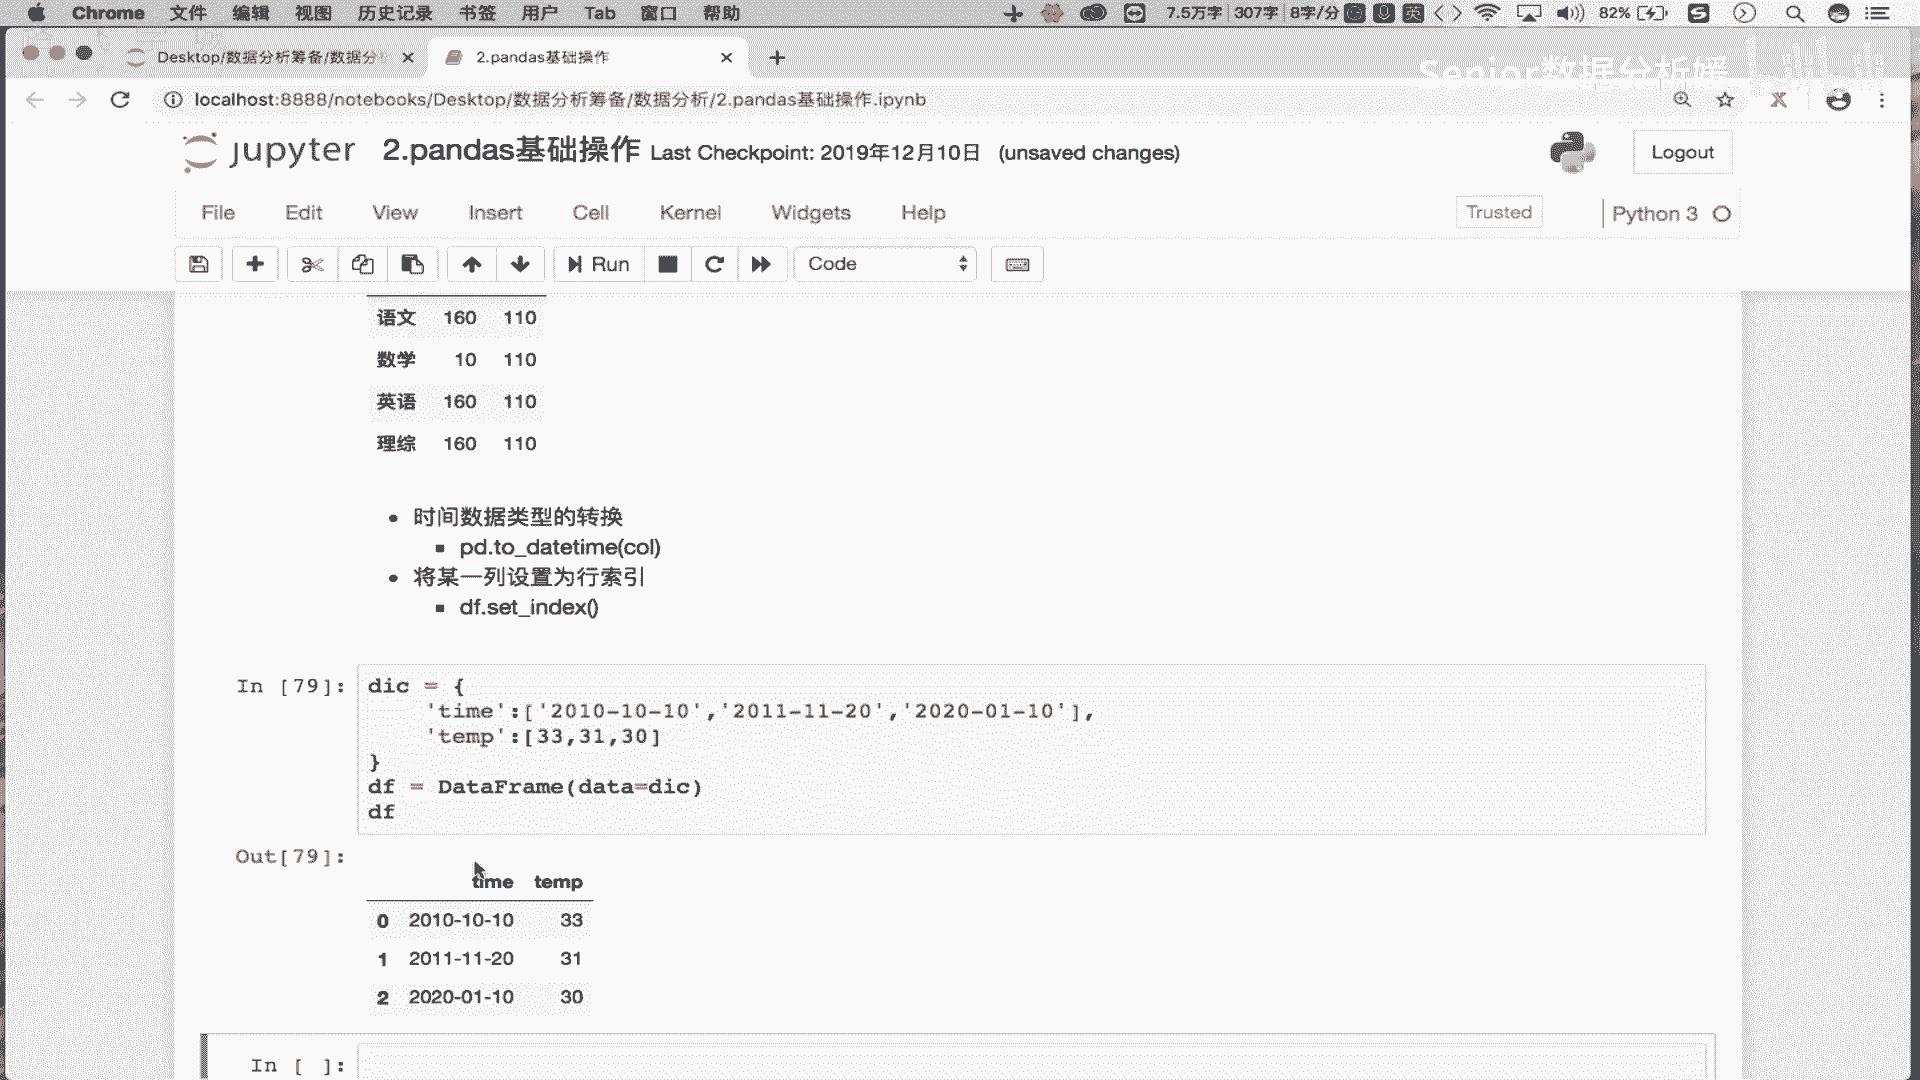 Chrome 文件 编辑 视图 历史记录 书签 用户 Tab 窗口 帮助 7.5万字 307字 8字/分 英 82%
Desktop/数据分析筹备/数据分析 2.pandas基础操作
Senior数据分析媛 bilibili
localhost:8888/notebooks/Desktop/数据分析筹备/数据分析/2.pandas基础操作.ipynb
jupyter 2.pandas基础操作 Last Checkpoint: 2019年12月10日 (unsaved changes) Logout
File Edit View Insert Cell Kernel Widgets Help Trusted Python 3
Run Code
语文 160 110
数学 10 110
英语 160 110
理综 160 110
时间数据类型的转换
pd.to_datetime(col)
将某一列设置为行索引
df.set_index()
In [79]: dic = {
'time':['2010-10-10','2011-11-20','2020-01-10'],
'temp':[33,31,30]
}
df = DataFrame(data=dic)
df
Out[79]:
time temp
0 2010-10-10 33
1 2011-11-20 31
2 2020-01-10 30
In [ ]: